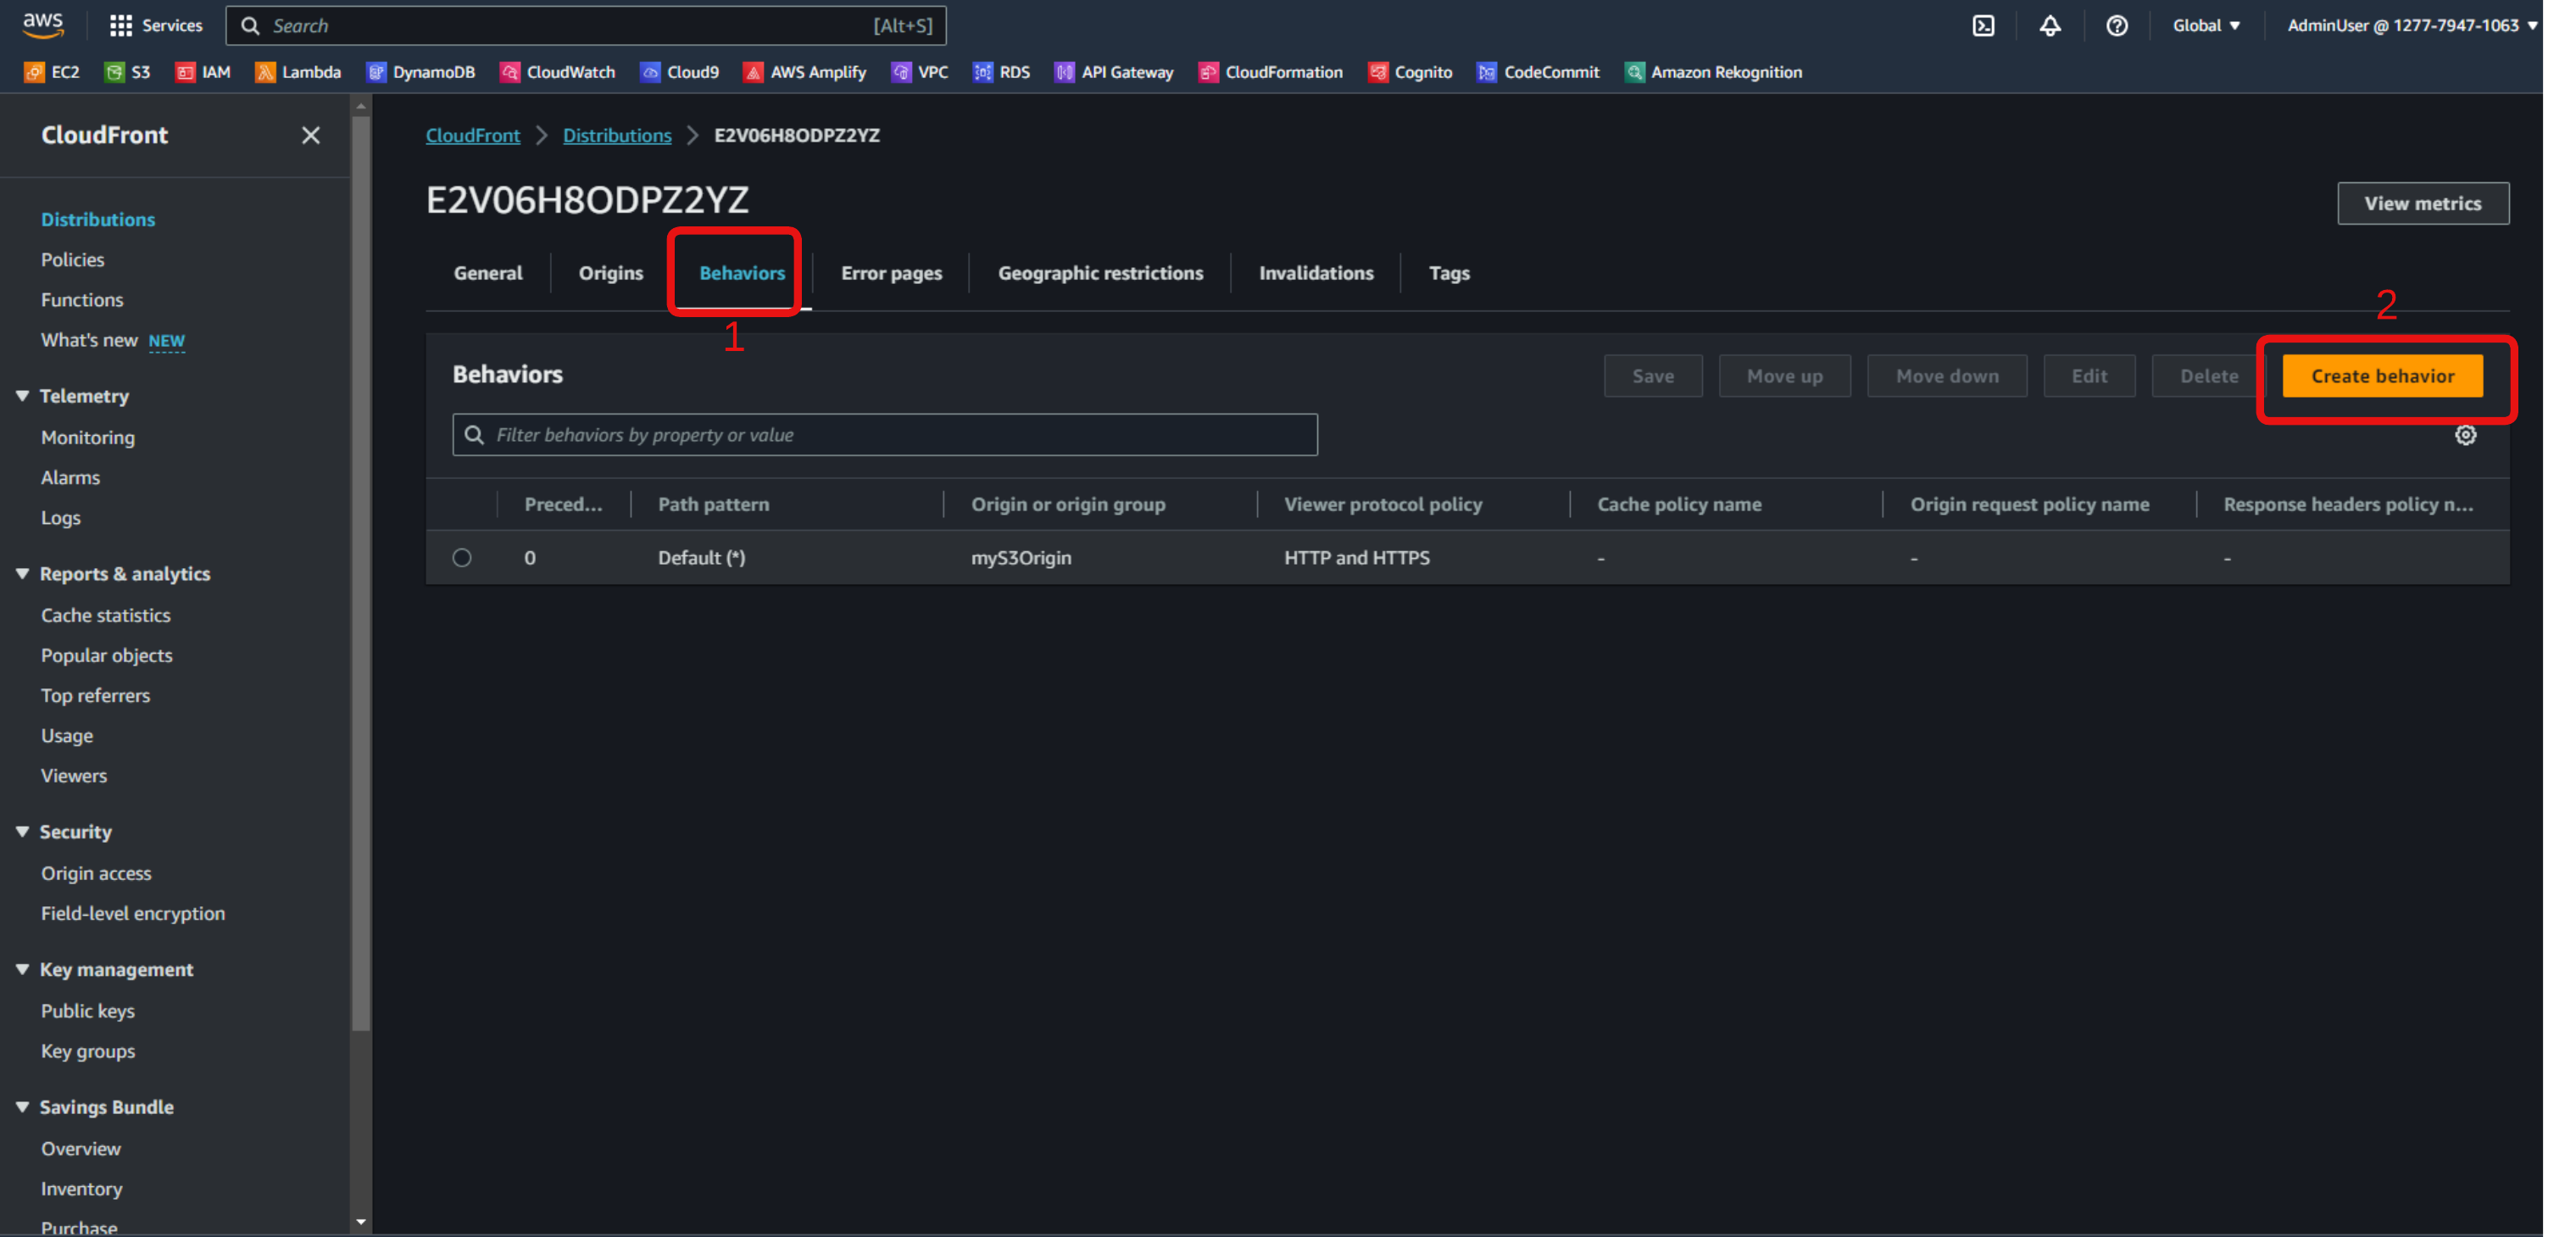 aws Services Search [Alt+S] Global AdminUser @ 1277-7947-1063
EC2 S3 IAM Lambda DynamoDB CloudWatch Cloud9 AWS Amplify VPC RDS API Gateway CloudFormation Cognito CodeCommit Amazon Rekognition
CloudFront
Distributions
Policies
Functions
What's new NEW
Telemetry
Monitoring
Alarms
Logs
Reports & analytics
Cache statistics
Popular objects
Top referrers
Usage
Viewers
Security
Origin access
Field-level encryption
Key management
Public keys
Key groups
Savings Bundle
Overview
Inventory
Purchase
CloudFront Distributions E2V06H8ODPZ2YZ
E2V06H8ODPZ2YZ
View metrics
General Origins Behaviors Error pages Geographic restrictions Invalidations Tags
1
2
Behaviors
Save Move up Move down Edit Delete Create behavior
Filter behaviors by property or value
Preced... Path pattern Origin or origin group Viewer protocol policy Cache policy name Origin request policy name Response headers policy n...
0 Default (*) myS3Origin HTTP and HTTPS - - -